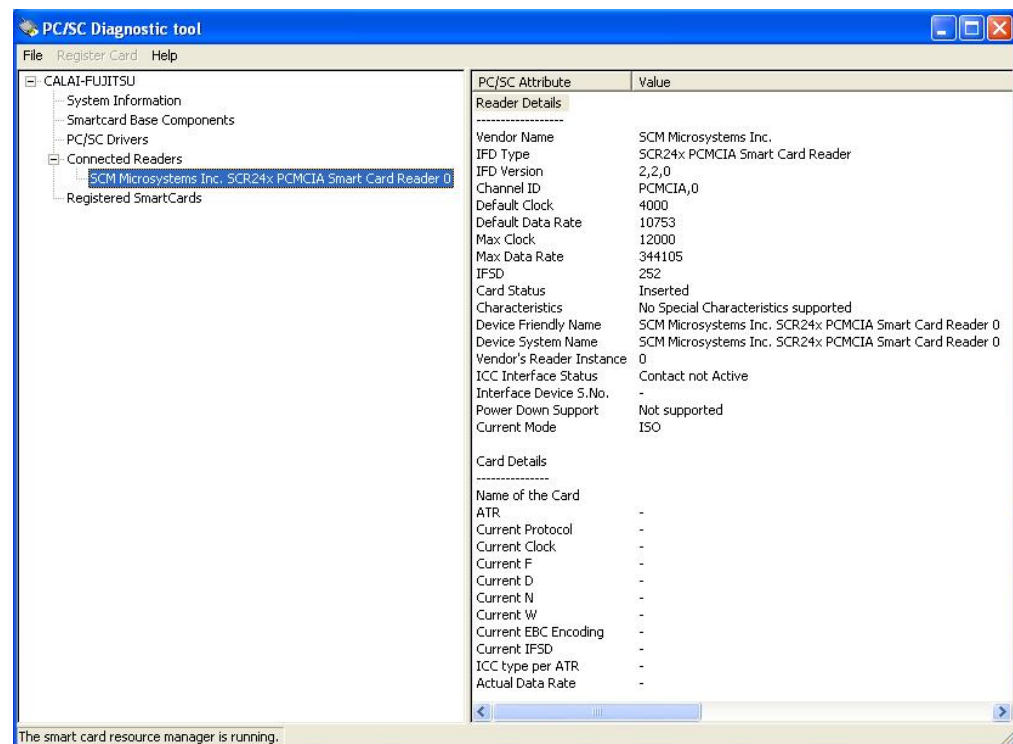 PC/SC Diagnostic tool
File Register Card Help
CALAI-FUJITSU
System Information
Smartcard Base Components
PC/SC Drivers
Connected Readers
SCM Microsystems Inc. SCR24x PCMCIA Smart Card Reader 0
Registered SmartCards
PC/SC Attribute Value
Reader Details
------------------
Vendor Name SCM Microsystems Inc.
IFD Type SCR24x PCMCIA Smart Card Reader
IFD Version 2,2,0
Channel ID PCMCIA,0
Default Clock 4000
Default Data Rate 10753
Max Clock 12000
Max Data Rate 344105
IFSD 252
Card Status Inserted
Characteristics No Special Characteristics supported
Device Friendly Name SCM Microsystems Inc. SCR24x PCMCIA Smart Card Reader 0
Device System Name SCM Microsystems Inc. SCR24x PCMCIA Smart Card Reader 0
Vendor's Reader Instance 0
ICC Interface Status Contact not Active
Interface Device S.No. -
Power Down Support Not supported
Current Mode ISO
Card Details
---------------
Name of the Card
ATR -
Current Protocol -
Current Clock -
Current F -
Current D -
Current N -
Current W -
Current EBC Encoding -
Current IFSD -
ICC type per ATR -
Actual Data Rate -
The smart card resource manager is running.